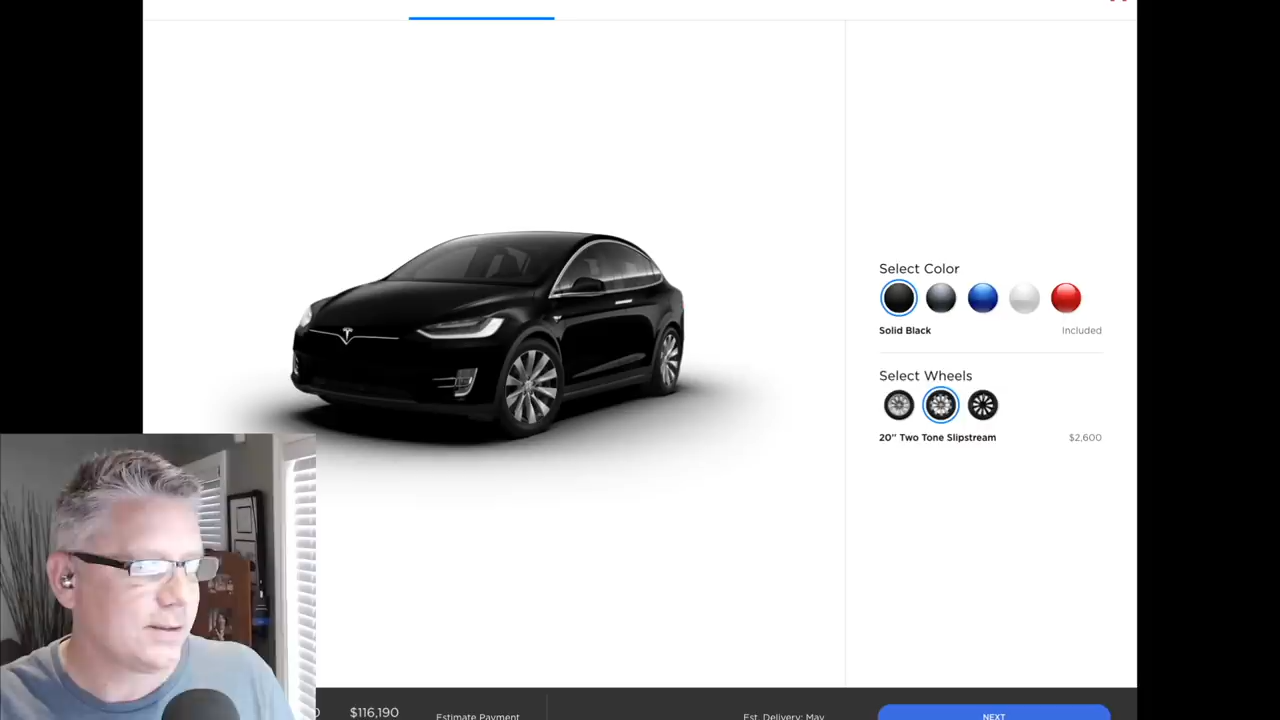 Select Color
Solid Black Included
Select Wheels
20" Two Tone Slipstream $2,600
$116,190 Estimate Payment Est. Delivery: May NEXT